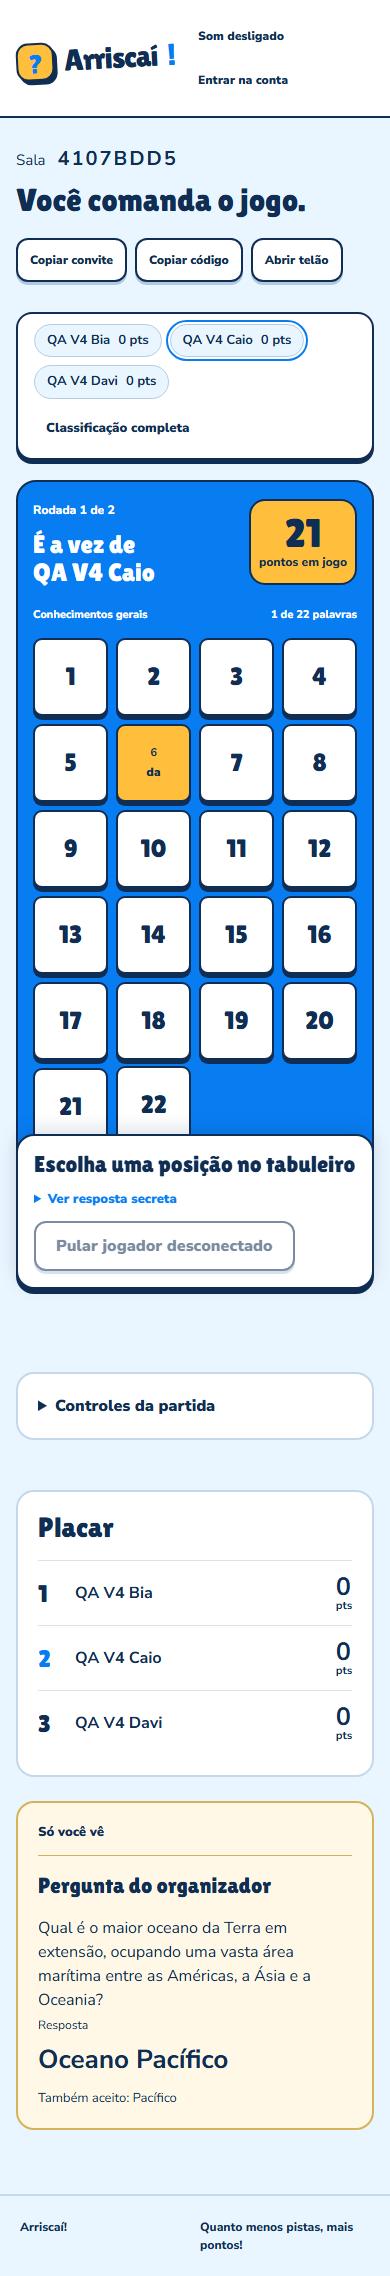 ? Arriscaí !
Som desligado
Entrar na conta
Sala 4107BDD5
Você comanda o jogo.
Copiar convite Copiar código Abrir telão
QA V4 Bia 0 pts QA V4 Caio 0 pts
QA V4 Davi 0 pts
Classificação completa
Rodada 1 de 2
É a vez de
QA V4 Caio
21
pontos em jogo
Conhecimentos gerais 1 de 22 palavras
1 2 3 4
5 6 7 8
da
9 10 11 12
13 14 15 16
17 18 19 20
21 22
Escolha uma posição no tabuleiro
Ver resposta secreta
Pular jogador desconectado
Controles da partida
Placar
1 QA V4 Bia 0
pts
2 QA V4 Caio 0
pts
3 QA V4 Davi 0
pts
Só você vê
Pergunta do organizador
Qual é o maior oceano da Terra em
extensão, ocupando uma vasta área
marítima entre as Américas, a Ásia e a
Oceania?
Resposta
Oceano Pacífico
Também aceito: Pacífico
Arriscaí! Quanto menos pistas, mais
pontos!